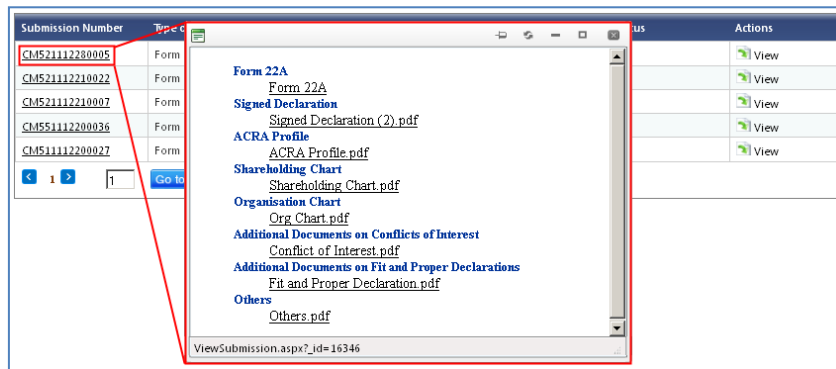 Submission Number Type o tus Actions
CM521112280005 Form View
CM521112210022 Form View
CM521112210007 Form View
CM551112200036 Form View
CM511112200027 Form View
1 1 Go to
Form 22A
Form 22A
Signed Declaration
Signed Declaration (2).pdf
ACRA Profile
ACRA Profile.pdf
Shareholding Chart
Shareholding Chart.pdf
Organisation Chart
Org Chart.pdf
Additional Documents on Conflicts of Interest
Conflict of Interest.pdf
Additional Documents on Fit and Proper Declarations
Fit and Proper Declaration.pdf
Others
Others.pdf
ViewSubmission.aspx?_id=16346